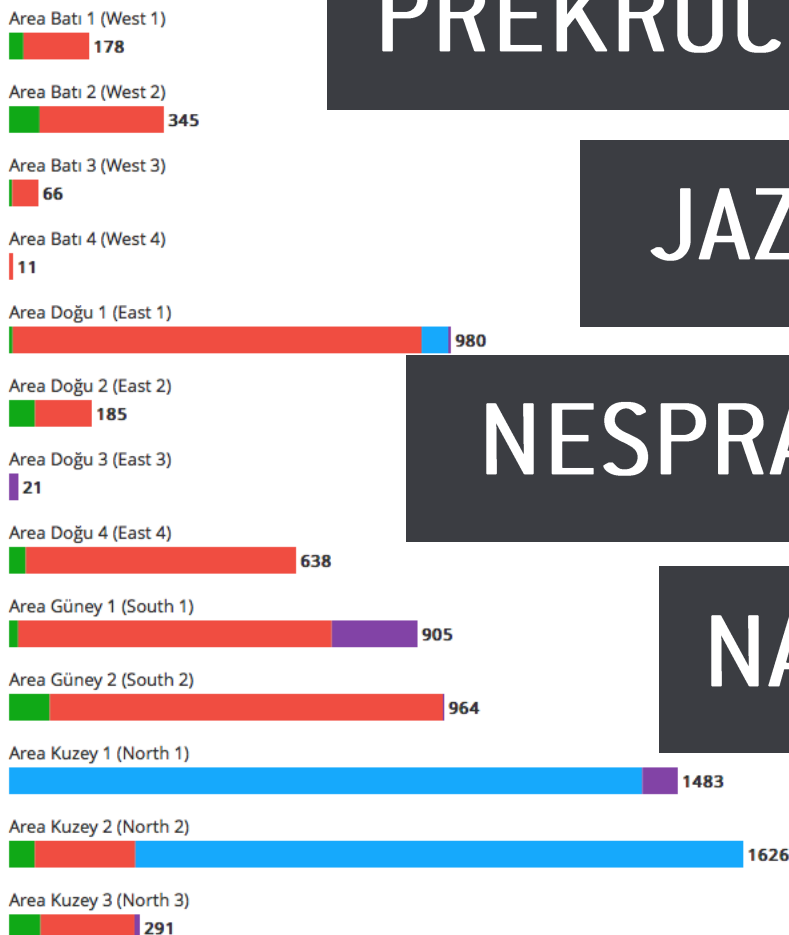 Area Batı 1 (West 1)
178
Area Batı 2 (West 2)
345
Area Batı 3 (West 3)
66
Area Batı 4 (West 4)
11
Area Doğu 1 (East 1)
980
Area Doğu 2 (East 2)
185
Area Doğu 3 (East 3)
21
Area Doğu 4 (East 4)
638
Area Güney 1 (South 1)
905
Area Güney 2 (South 2)
964
Area Kuzey 1 (North 1)
1483
Area Kuzey 2 (North 2)
1626
Area Kuzey 3 (North 3)
291